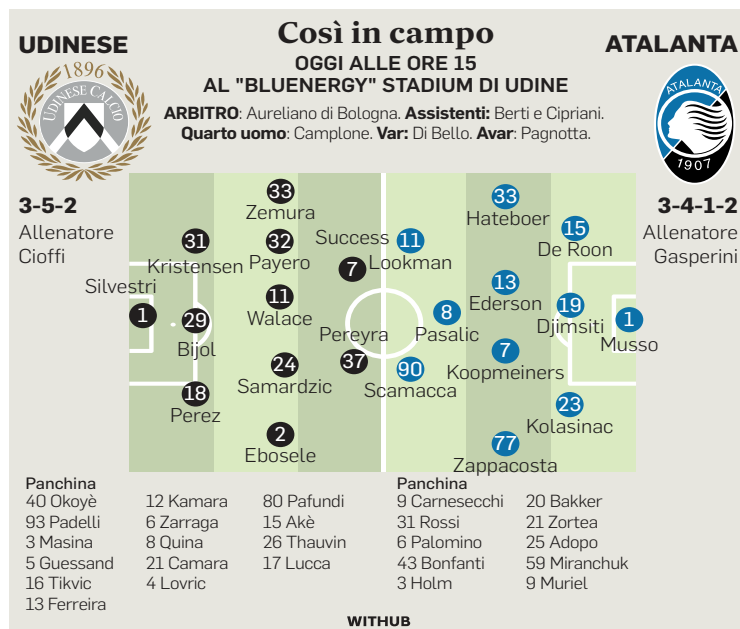 UDINESE
Così in campo
ATALANTA
OGGI ALLE ORE 15
AL "BLUENERGY" STADIUM DI UDINE
ARBITRO: Aureliano di Bologna. Assistenti: Berti e Cipriani.
Quarto uomo: Camplone. Var: Di Bello. Avar: Pagnotta.
1896
UDINESE CALCIO
ATALANTA
1907
3-5-2
Allenatore
Cioffi
3-4-1-2
Allenatore
Gasperini
1
Silvestri
31
Kristensen
29
Bijol
18
Perez
33
Zemura
32
Payero
11
Walace
24
Samardzic
2
Ebosele
Success
7
Pereyra
37
11
Lookman
90
Scamacca
8
Pasalic
33
Hateboer
13
Ederson
7
Koopmeiners
77
Zappacosta
15
De Roon
19
Djimsiti
23
Kolasinac
1
Musso
Panchina
40 Okoyè
93 Padelli
3 Masina
5 Guessand
16 Tikvic
13 Ferreira
12 Kamara
6 Zarraga
8 Quina
21 Camara
4 Lovric
80 Pafundi
15 Akè
26 Thauvin
17 Lucca
Panchina
9 Carnesecchi
31 Rossi
6 Palomino
43 Bonfanti
3 Holm
20 Bakker
21 Zortea
25 Adopo
59 Miranchuk
9 Muriel
WITHUB